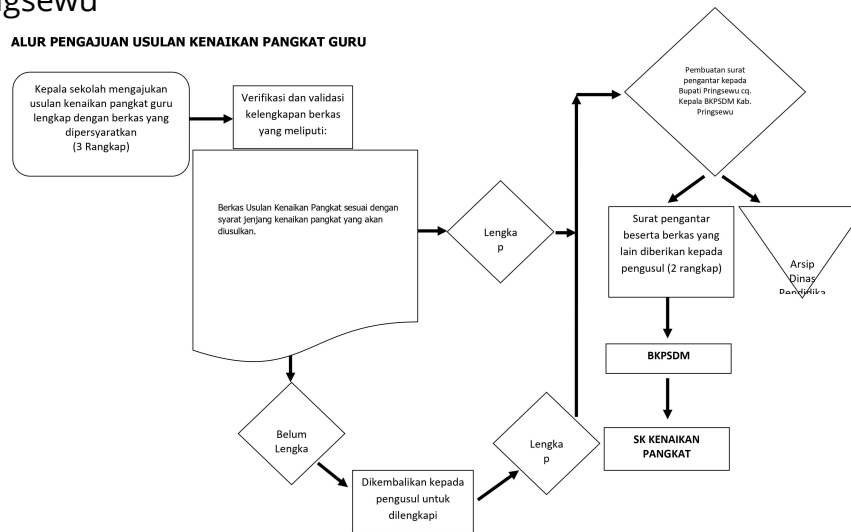 ngsewu
ALUR PENGAJUAN USULAN KENAIKAN PANGKAT GURU
Kepala sekolah mengajukan
usulan kenaikan pangkat guru
lengkap dengan berkas yang
dipersyaratkan
(3 Rangkap)
Verifikasi dan validasi
kelengkapan berkas
yang meliputi:
Berkas Usulan Kenaikan Pangkat sesuai dengan
syarat jenjang kenaikan pangkat yang akan
diusulkan.
Lengka
p
Pembuatan surat
pengantar kepada
Bupati Pringsewu cq.
Kepala BKPSDM Kab.
Pringsewu
Surat pengantar
beserta berkas yang
lain diberikan kepada
pengusul (2 rangkap)
Arsip
Dinas
Pendidika
BKPSDM
SK KENAIKAN
PANGKAT
Belum
Lengka
Dikembalikan kepada
pengusul untuk
dilengkapi
Lengka
p